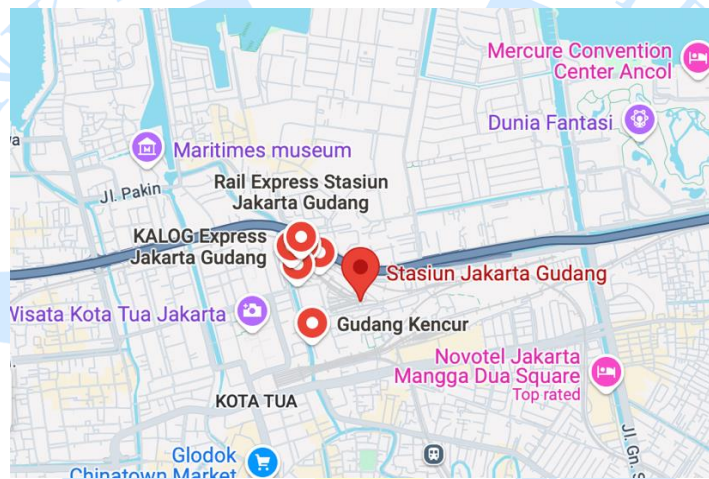 Mercure Convention
Center Ancol
Dunia Fantasi
Maritimes museum
Jl. Pakin
Rail Express Stasiun
Jakarta Gudang
KALOG Express
Jakarta Gudang
Stasiun Jakarta Gudang
Wisata Kota Tua Jakarta
Gudang Kencur
Novotel Jakarta
Mangga Dua Square
Top rated
KOTA TUA
Glodok
Chinatown Market
Jl. Gn.